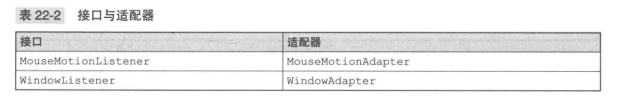 表 22-2 接口与适配器
接口 适配器
MouseMotionListener MouseMotionAdapter
WindowListener WindowAdapter